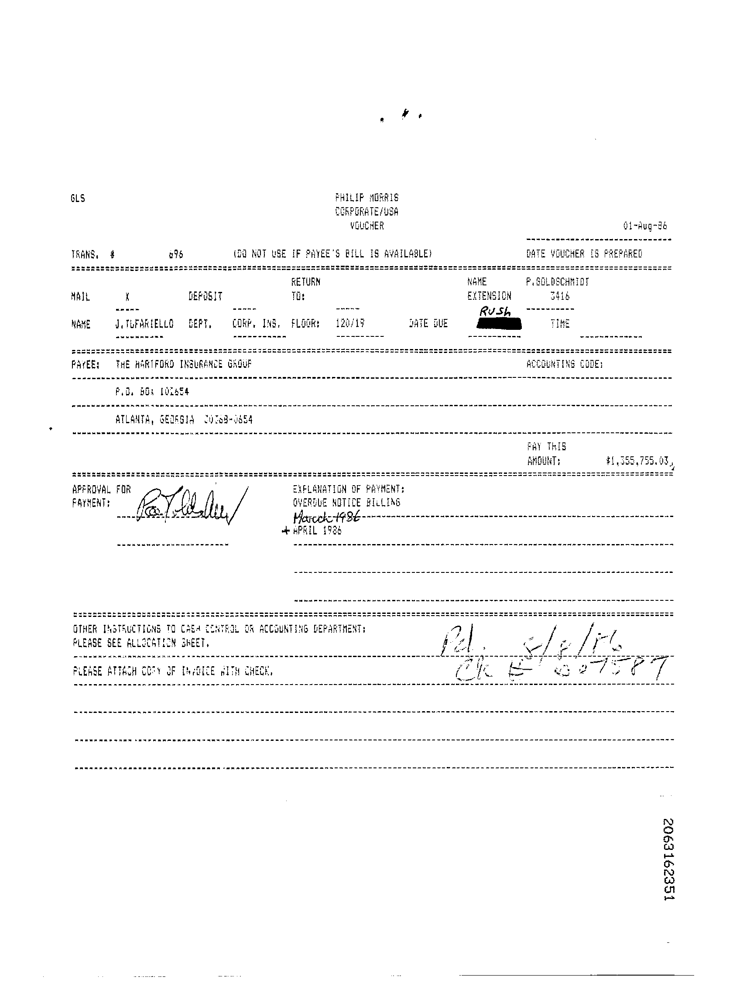 GLS PHILIP MORRIS
CORPORATE/USA
VOUCHER 01-Aug-86
TRANS. # 696 (DO NOT USE IF PAYEE'S BILL IS AVAILABLE) DATE VOUCHER IS PREPARED
RETURN NAME P.GOLDSCHMIDT
MAIL X DEPOSIT TO: EXTENSION 3416
RUSH
NAME J.TUFARIELLO DEPT. CORP. INS. FLOOR: 120/19 DATE DUE TIME
PAYEE: THE HARTFORD INSURANCE GROUP ACCOUNTING CODE:
P.O. BOX 102654
ATLANTA, GEORGIA 30368-0654
PAY THIS
AMOUNT: $1,355,755.03
APPROVAL FOR EXPLANATION OF PAYMENT:
PAYMENT: OVERDUE NOTICE BILLING
March 1986
+ APRIL 1986
OTHER INSTRUCTIONS TO CASH CONTROL OR ACCOUNTING DEPARTMENT:
PLEASE SEE ALLOCATION SHEET. Pd. 8/8/86
PLEASE ATTACH COPY OF INVOICE WITH CHECK. CK # 007587
2063162351